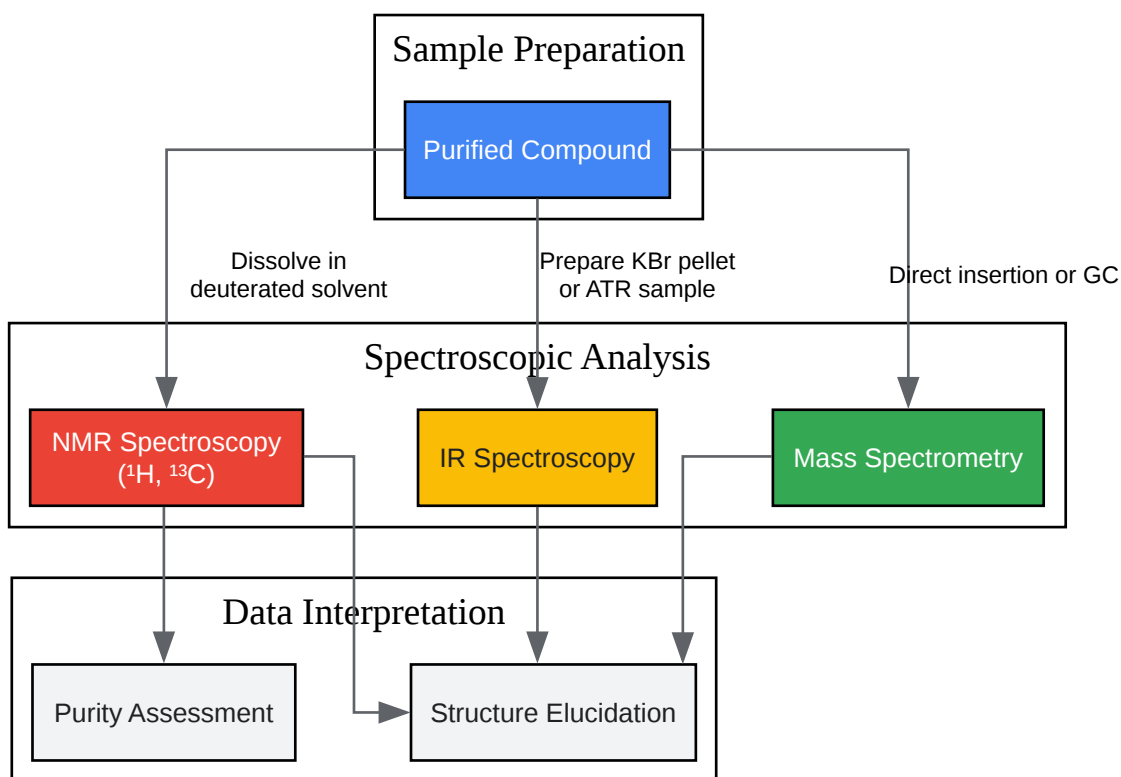 Sample Preparation
Purified Compound
Dissolve in
deuterated solvent
Prepare KBr pellet
or ATR sample
Direct insertion or GC
Spectroscopic Analysis
NMR Spectroscopy
(¹H, ¹³C)
IR Spectroscopy
Mass Spectrometry
Data Interpretation
Purity Assessment
Structure Elucidation